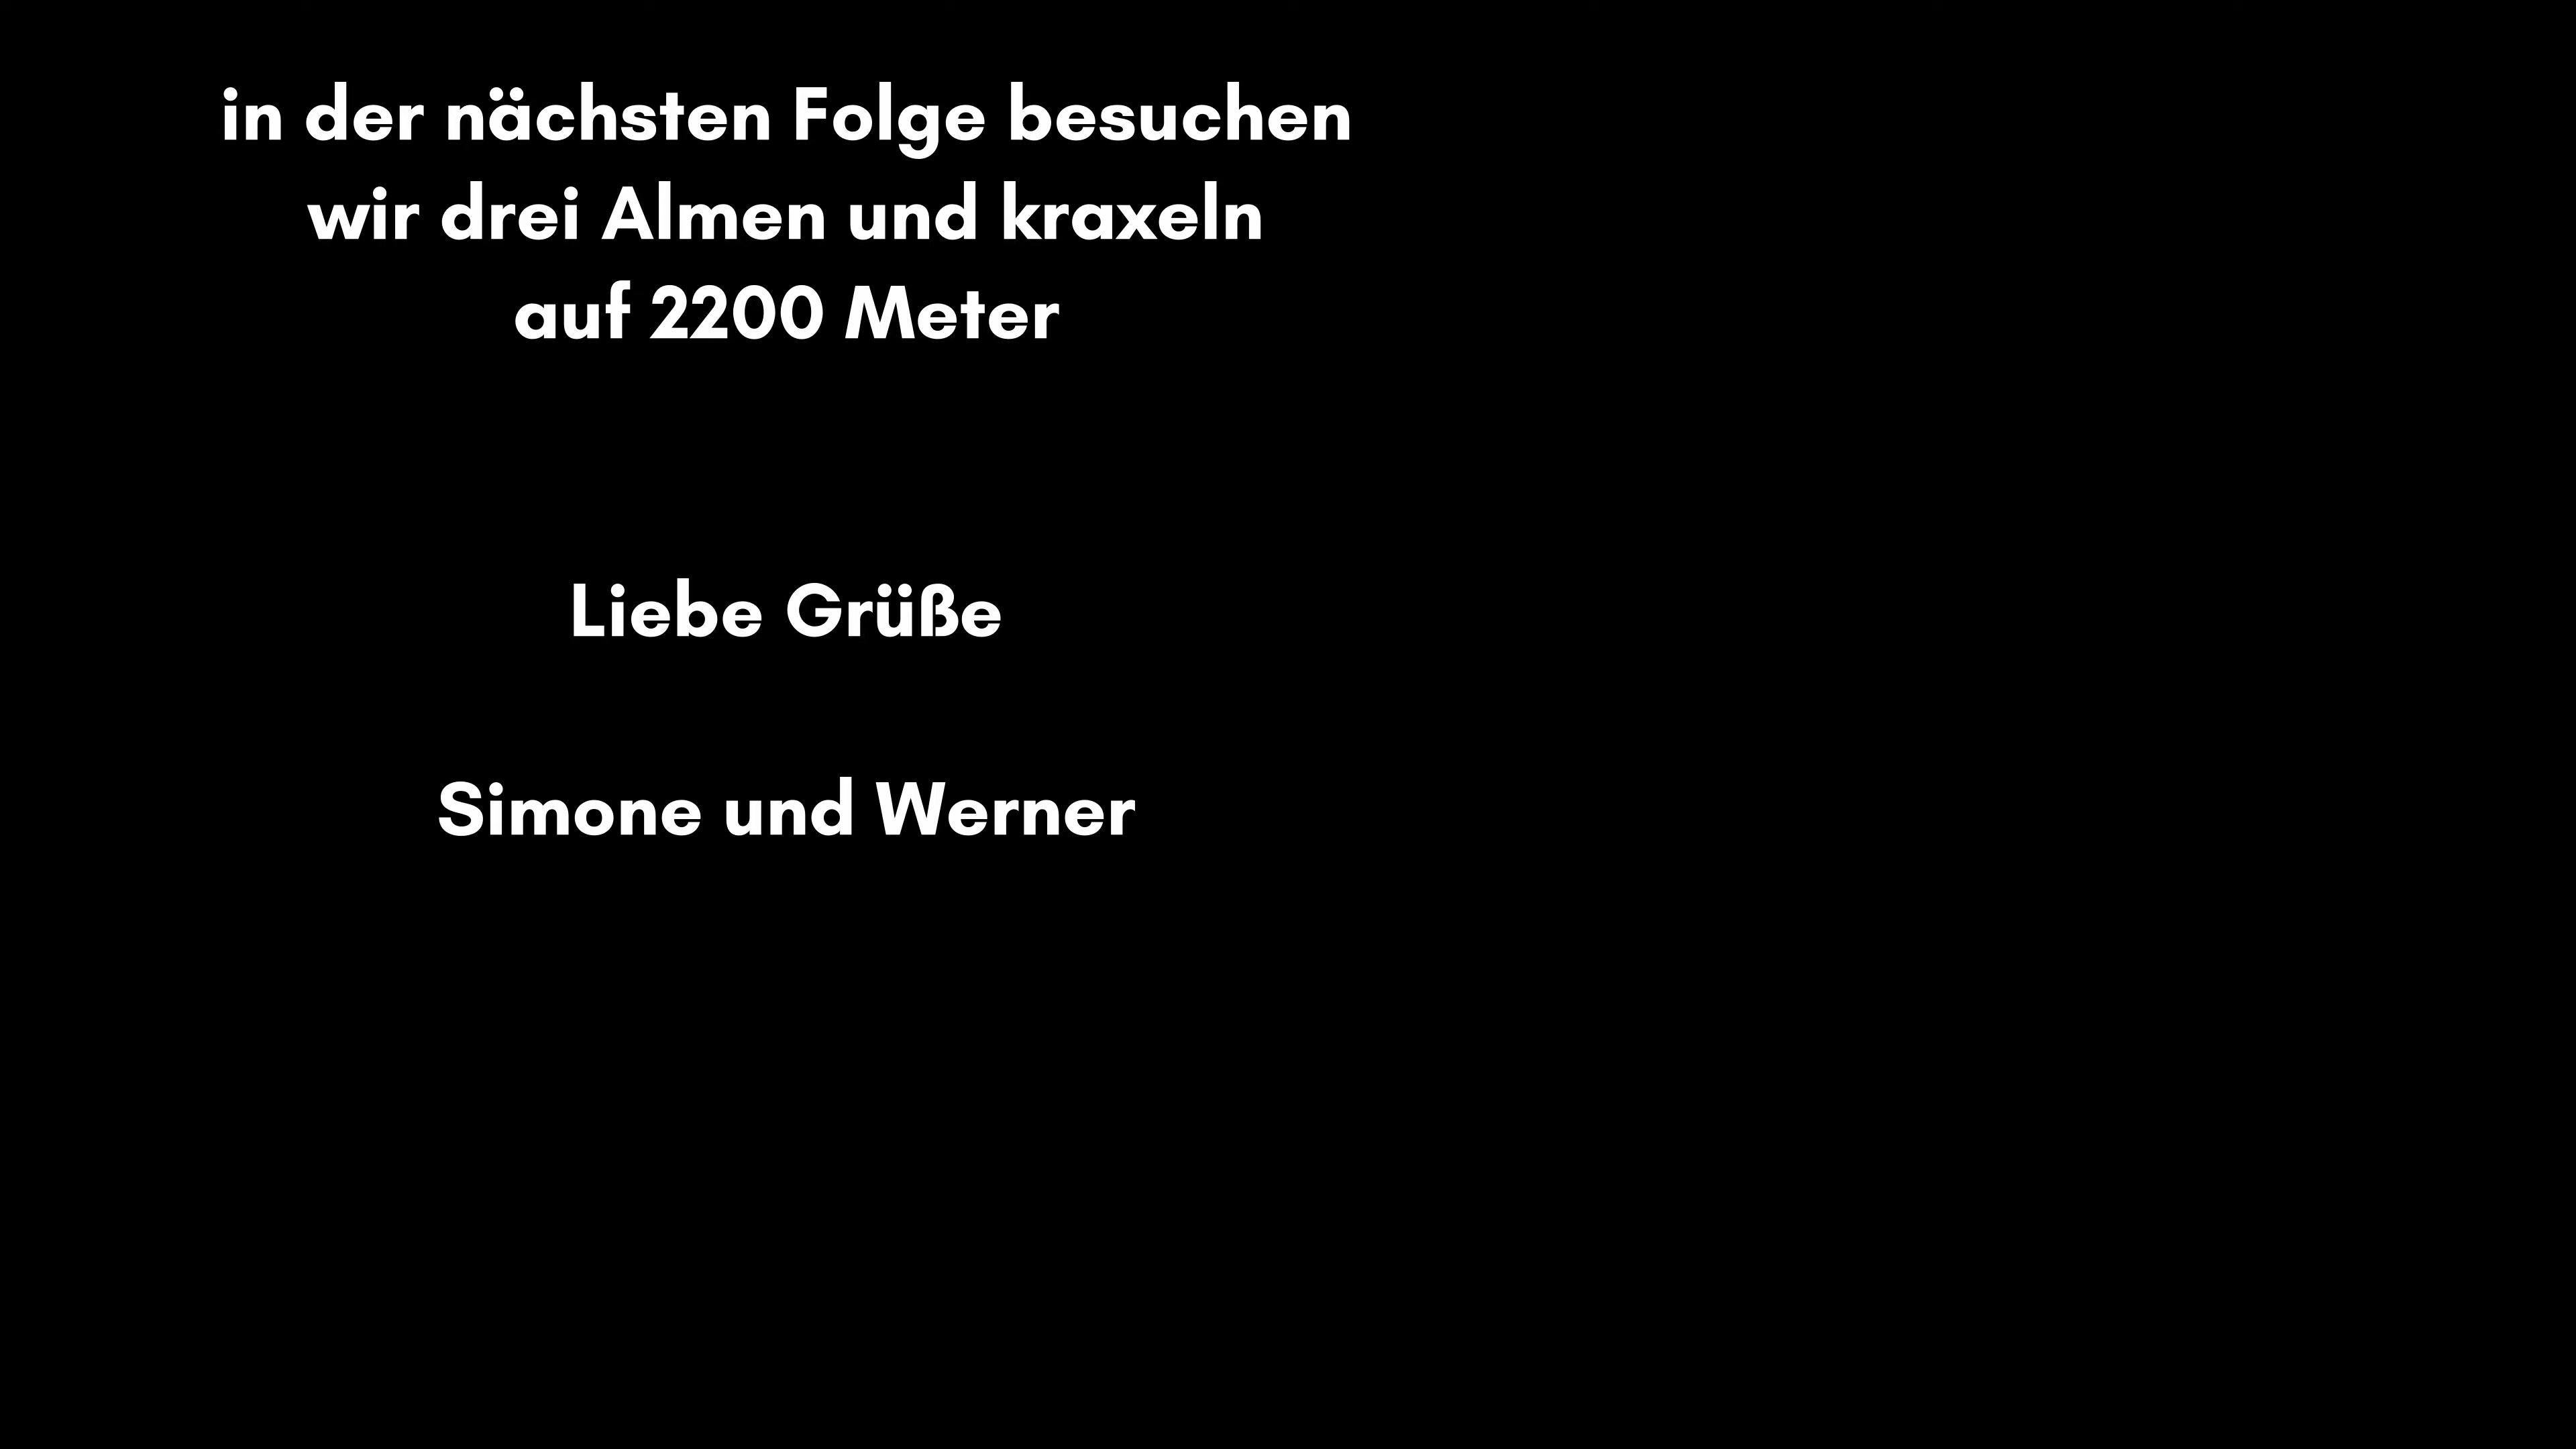 in der nächsten Folge besuchen
wir drei Almen und kraxeln
auf 2200 Meter
Liebe Grüße
Simone und Werner